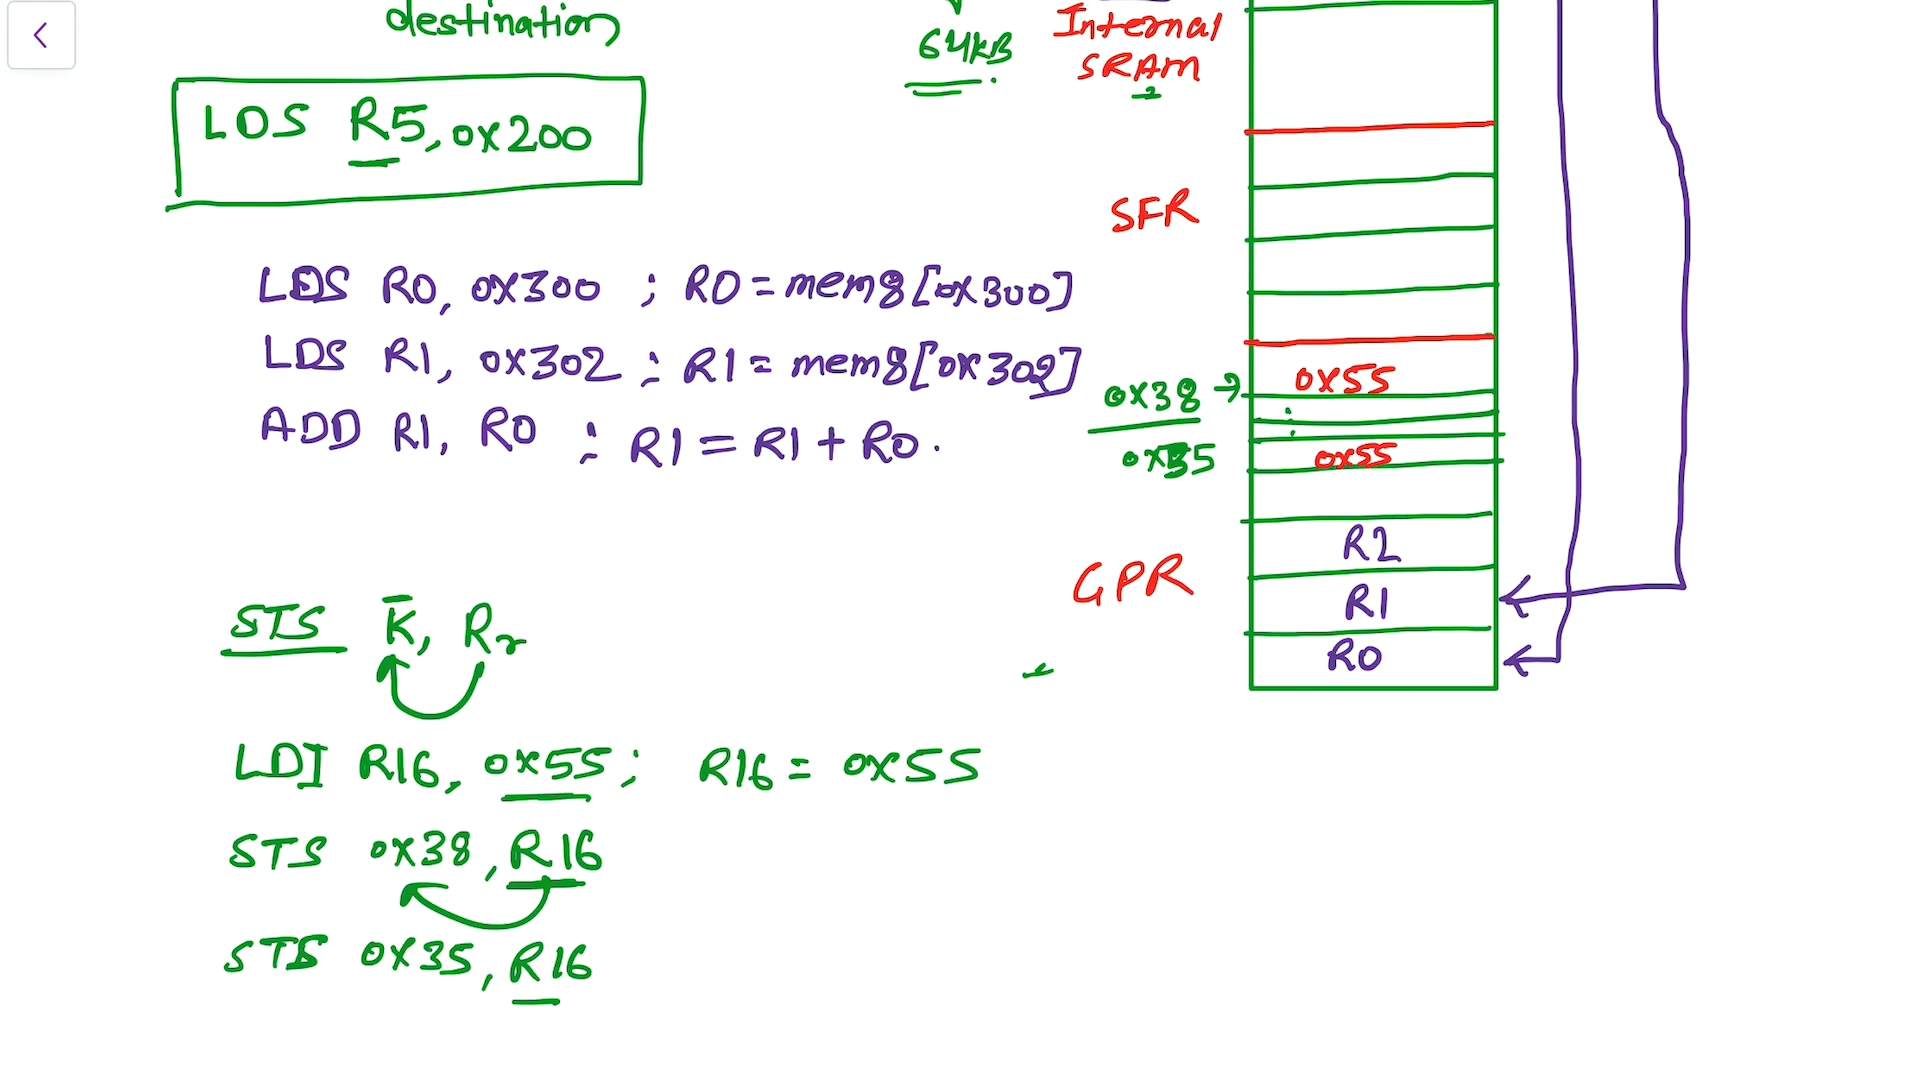 destination
LDS R5, 0x200
LDS R0, 0x300 ; R0 = mem8[0x300]
LDS R1, 0x302 ; R1 = mem8[0x302]
ADD R1, R0 ; R1 = R1 + R0.
STS K, Rr
LDI R16, 0x55 ; R16 = 0x55
STS 0x38, R16
STS 0x35, R16
64kB
Internal
SRAM
SFR
0x38 → 0x55
0x35 0x55
GPR
R2
R1
R0